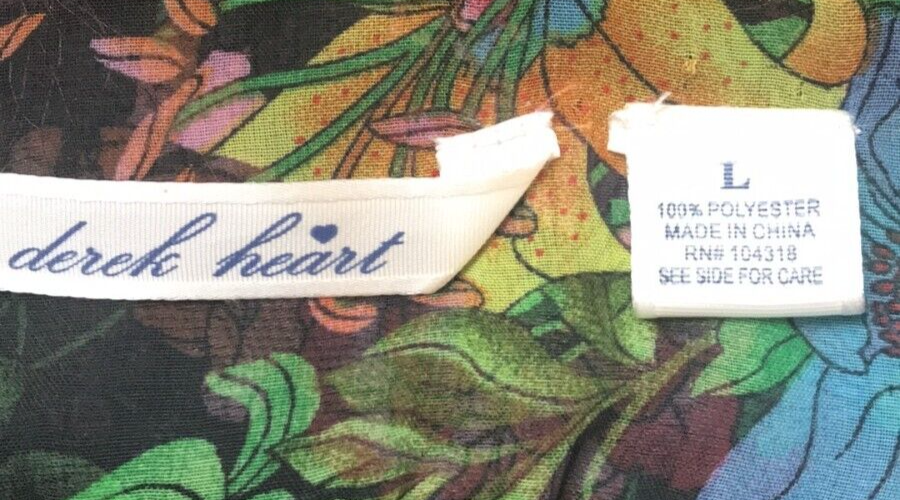 derek heart
L
100% POLYESTER
MADE IN CHINA
RN# 104318
SEE SIDE FOR CARE